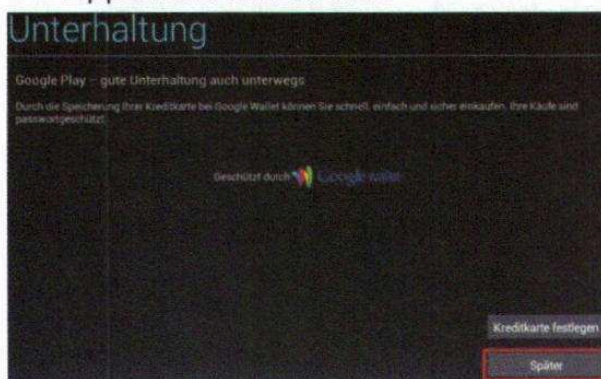 Unterhaltung
Google Play – gute Unterhaltung auch unterwegs
Durch die Speicherung Ihrer Kreditkarte bei Google Wallet können Sie schnell, einfach und sicher einkaufen. Ihre Käufe sind
passwortgeschützt.
Geschützt durch Google wallet
Kreditkarte festlegen
Später